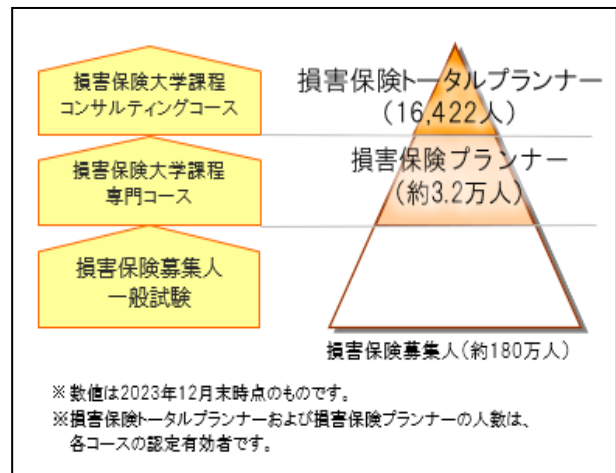 損害保険大学課程
コンサルティングコース
損害保険トータルプランナー
(16,422人)
損害保険大学課程
専門コース
損害保険プランナー
(約3.2万人)
損害保険募集人
一般試験
損害保険募集人(約180万人)
※ 数値は2023年12月末時点のものです。
※損害保険トータルプランナーおよび損害保険プランナーの人数は、
各コースの認定有効者です。